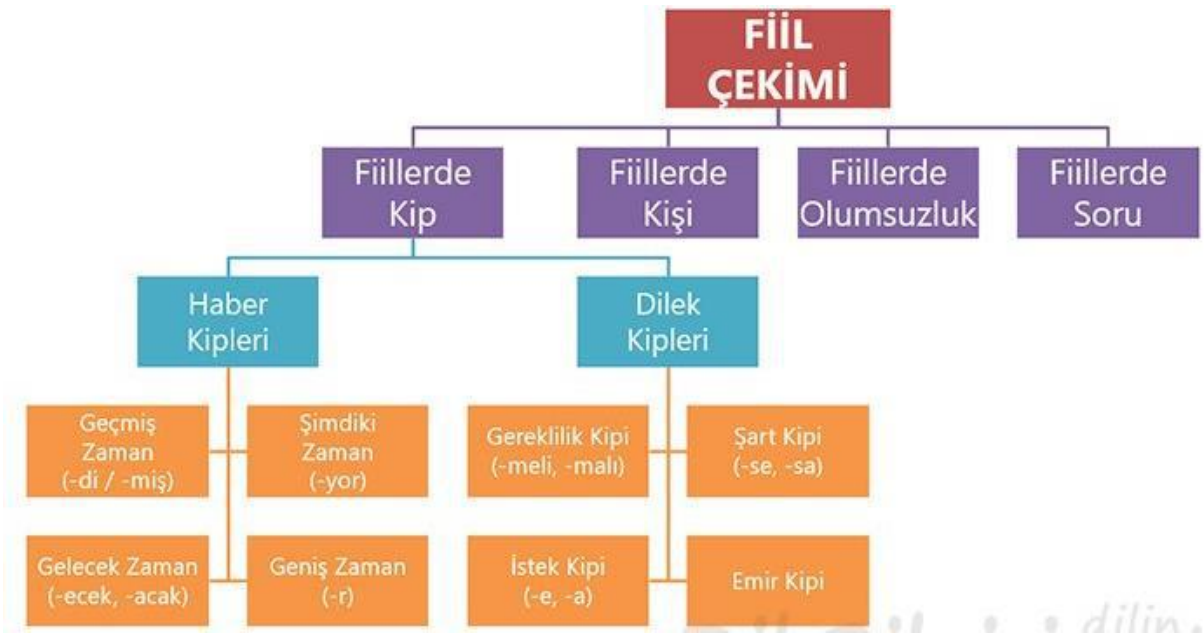 FİİL
ÇEKİMİ
Fiillerde
Kip
Fiillerde
Kişi
Fiillerde
Olumsuzluk
Fiillerde
Soru
Haber
Kipleri
Dilek
Kipleri
Geçmiş
Zaman
(-di / -miş)
Şimdiki
Zaman
(-yor)
Gereklilik Kipi
(-meli, -malı)
Şart Kipi
(-se, -sa)
Gelecek Zaman
(-ecek, -acak)
Geniş Zaman
(-r)
İstek Kipi
(-e, -a)
Emir Kipi